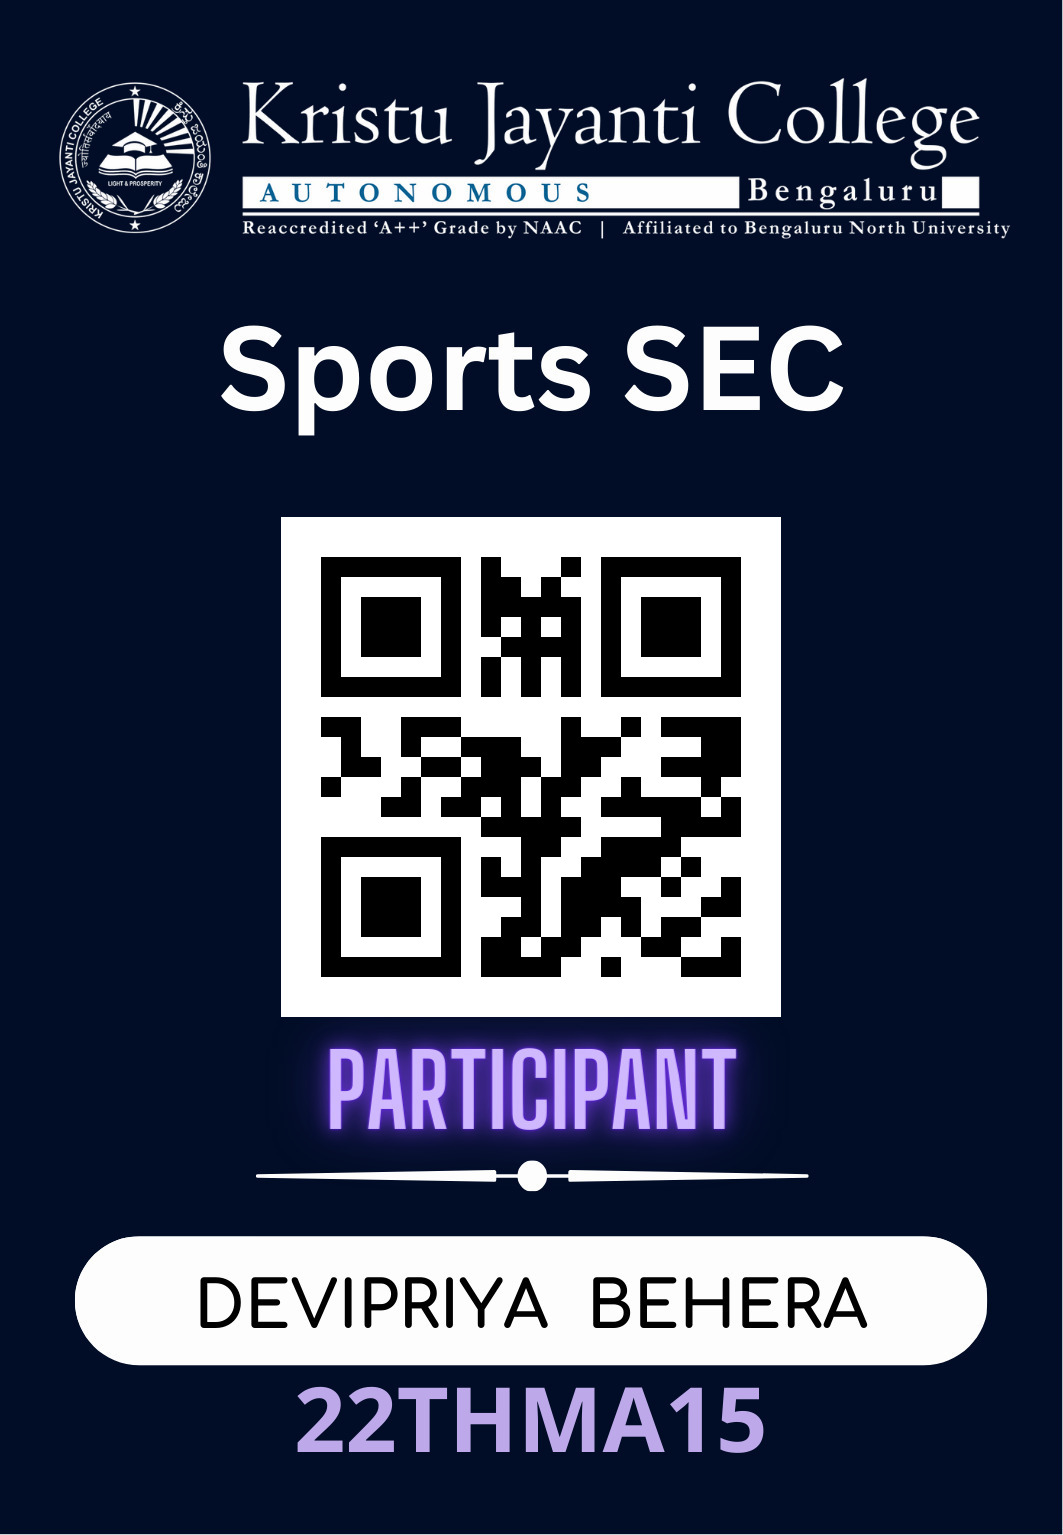 KRISTU JAYANTI COLLEGE
LIGHT & PROSPERITY
Kristu Jayanti College
AUTONOMOUS Bengaluru
Reaccredited ‘A++’ Grade by NAAC | Affiliated to Bengaluru North University
Sports SEC
PARTICIPANT
DEVIPRIYA BEHERA
22THMA15